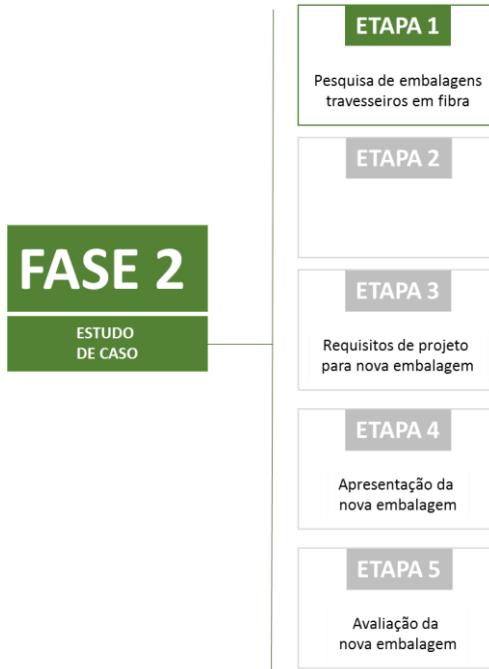 FASE 2
ESTUDO
DE CASO
ETAPA 1
Pesquisa de embalagens
travesseiros em fibra
ETAPA 2
ETAPA 3
Requisitos de projeto
para nova embalagem
ETAPA 4
Apresentação da
nova embalagem
ETAPA 5
Avaliação da
nova embalagem